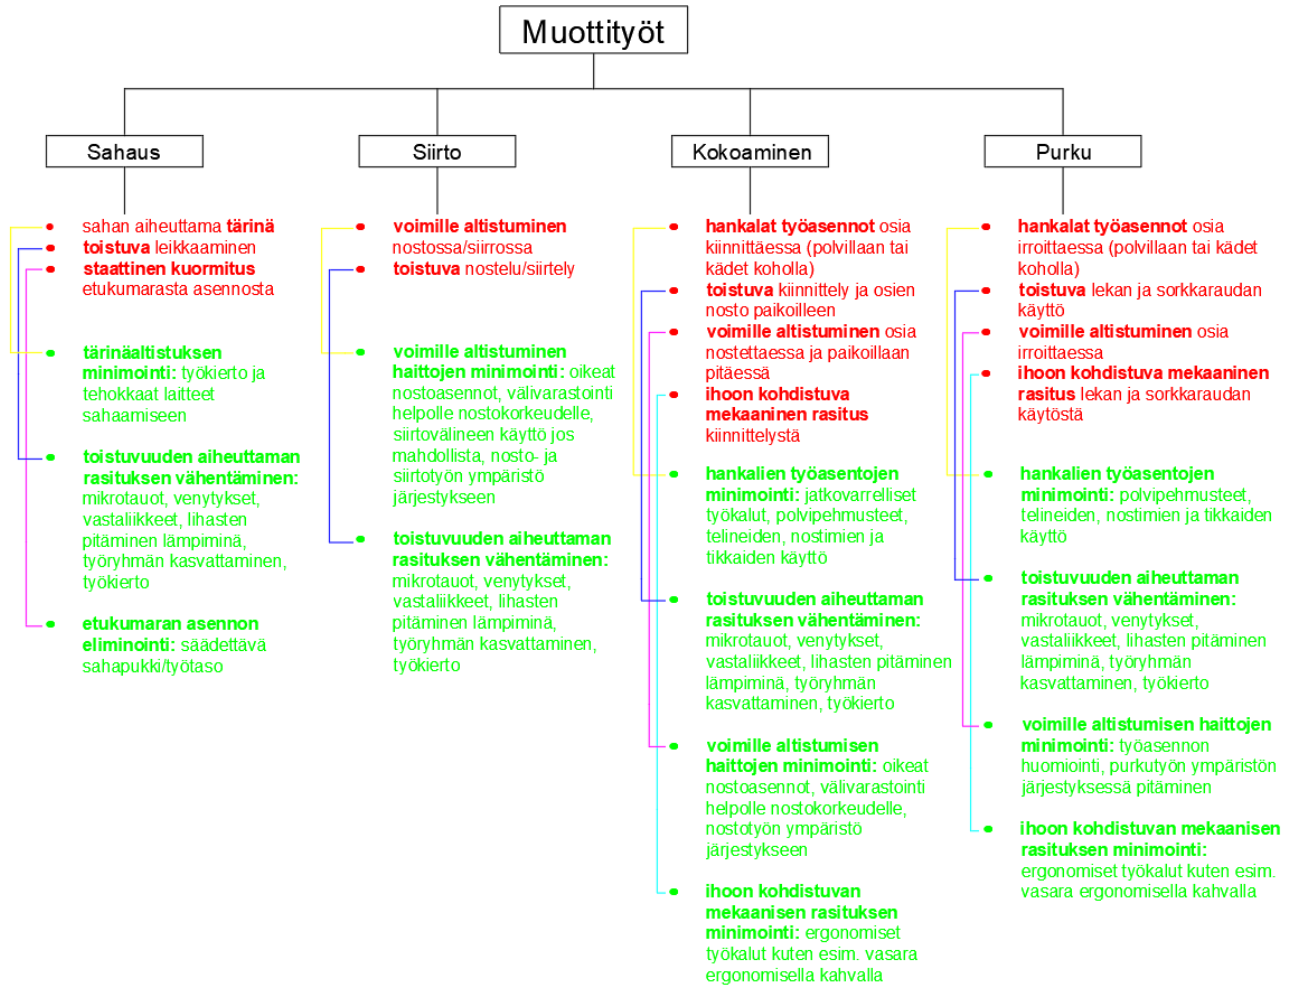 Muottityöt
Sahaus
sahan aiheuttama tärinä
toistuva leikkaaminen
staattinen kuormitus
etukumarasta asennosta
tärinäaltistuksen
minimointi: työkierto ja
tehokkaat laitteet
sahaamiseen
toistuvuuden aiheuttaman
rasituksen vähentäminen:
mikrotauot, venytykset,
vastaliikkeet, lihasten
pitäminen lämpiminä,
työryhmän kasvattaminen,
työkierto
etukumaran asennon
eliminointi: säädettävä
sahapukki/työtaso
Siirto
voimille altistuminen
nostossa/siirrossa
toistuva nostelu/siirtely
voimille altistuminen
haittojen minimointi: oikeat
nostoasennot, välivarastointi
helpolle nostokorkeudelle,
siirtovälineen käyttö jos
mahdollista, nosto- ja
siirtotyön ympäristö
järjestykseen
toistuvuuden aiheuttaman
rasituksen vähentäminen:
mikrotauot, venytykset,
vastaliikkeet, lihasten
pitäminen lämpiminä,
työryhmän kasvattaminen,
työkierto
Kokoaminen
hankalat työasennot osia
kiinnittäessa (polvillaan tai
kädet koholla)
toistuva kiinnittely ja osien
nosto paikoilleen
voimille altistuminen osia
nostettaessa ja paikoillaan
pitäessä
ihoon kohdistuva
mekaaninen rasitus
kiinnittelystä
hankalien työasentojen
minimointi: jatkovarrelliset
työkalut, polvipehmusteet,
telineiden, nostimien ja
tikkaiden käyttö
toistuvuuden aiheuttaman
rasituksen vähentäminen:
mikrotauot, venytykset,
vastaliikkeet, lihasten pitäminen
lämpiminä, työryhmän
kasvattaminen, työkierto
voimille altistumisen
haittojen minimointi: oikeat
nostoasennot, välivarastointi
helpolle nostokorkeudelle,
nostotyön ympäristö
järjestykseen
ihoon kohdistuvan
mekaanisen rasituksen
minimointi: ergonomiset
työkalut kuten esim. vasara
ergonomisella kahvalla
Purku
hankalat työasennot osia
irroittaessa (polvillaan tai kädet
koholla)
toistuva lekan ja sorkkaraudan
käyttö
voimille altistuminen osia
irroittaessa
ihoon kohdistuva mekaaninen
rasitus lekan ja sorkkaraudan
käytöstä
hankalien työasentojen
minimointi: polvipehmusteet,
telineiden, nostimien ja tikkaiden
käyttö
toistuvuuden aiheuttaman
rasituksen vähentäminen:
mikrotauot, venytykset,
vastaliikkeet, lihasten pitäminen
lämpiminä, työryhmän
kasvattaminen, työkierto
voimille altistumisen haittojen
minimointi: työasennon
huomiointi, purkutyön ympäristön
järjestyksessä pitäminen
ihoon kohdistuvan mekaanisen
rasituksen minimointi:
ergonomiset työkalut kuten esim.
vasara ergonomisella kahvalla